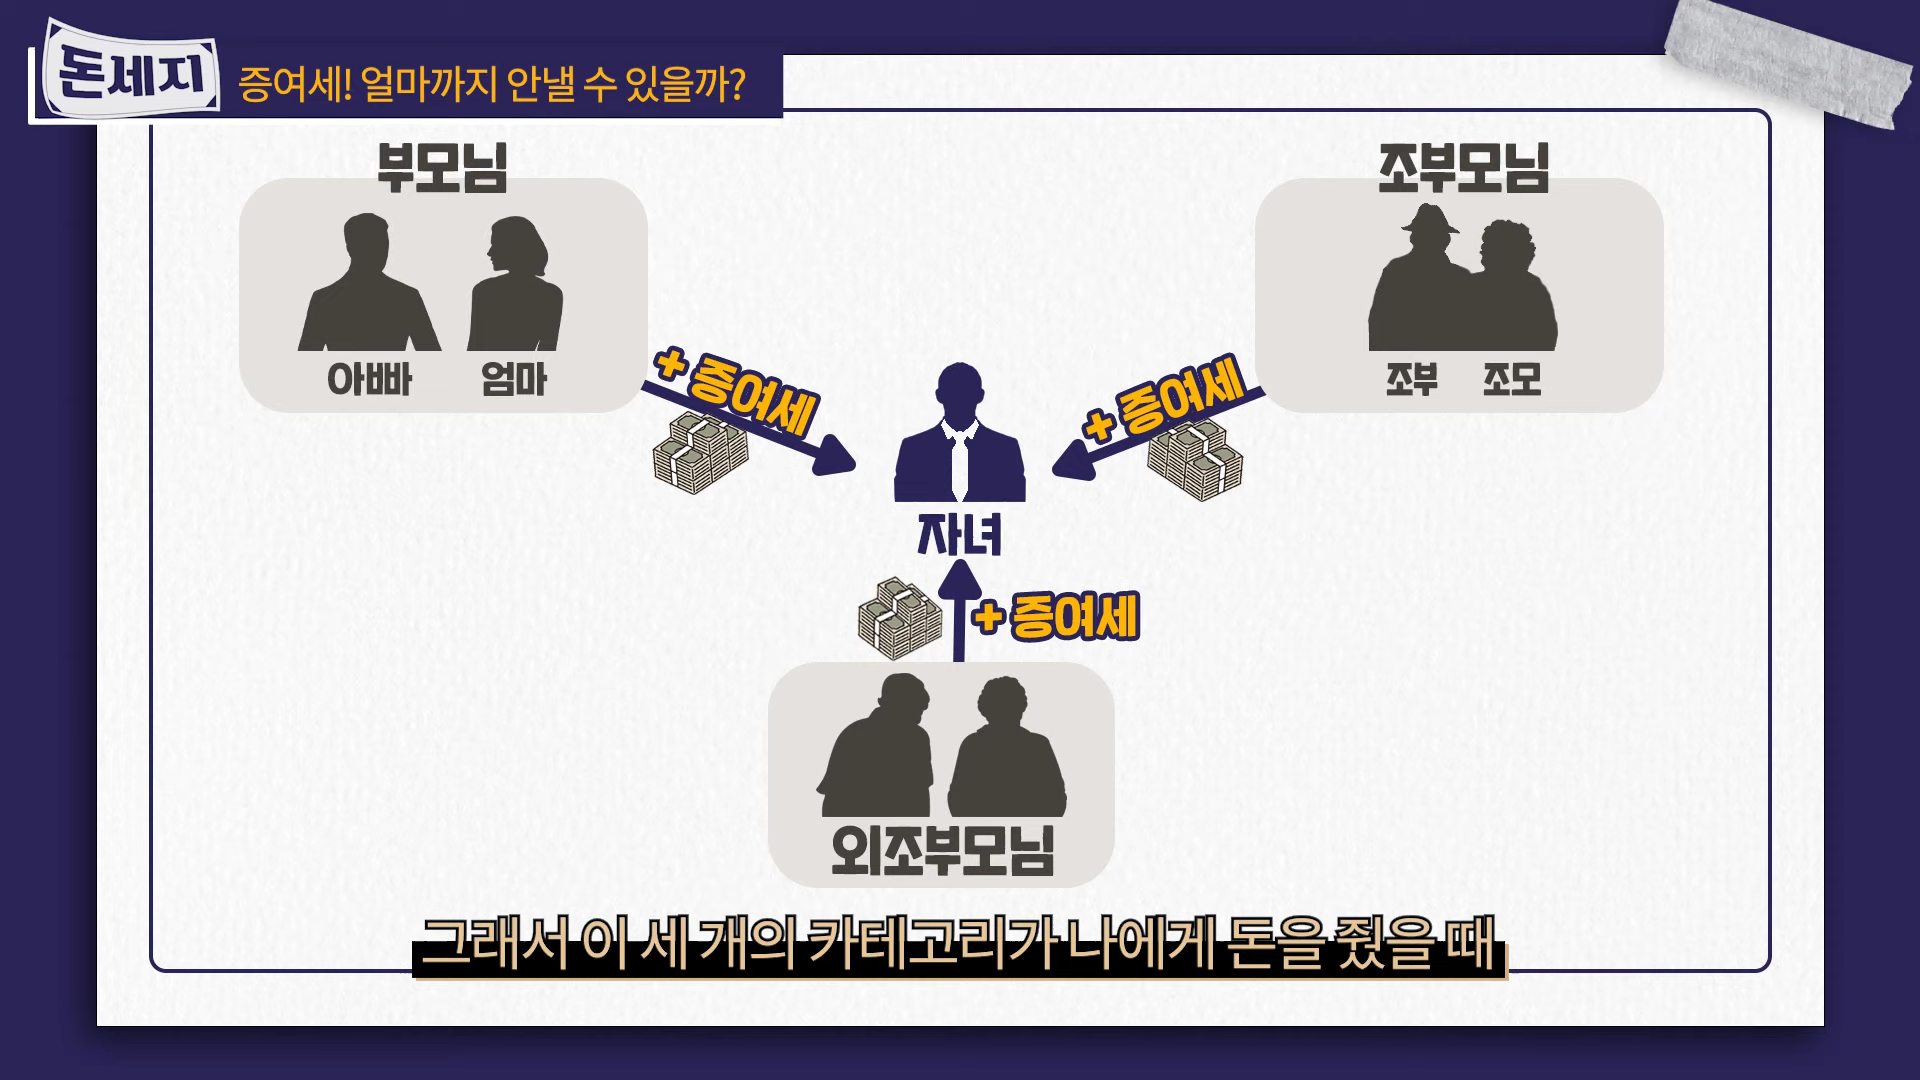 돈세지
증여세! 얼마까지 안낼 수 있을까?
부모님
아빠 엄마
조부모님
조부 조모
+ 증여세
+ 증여세
자녀
+ 증여세
외조부모님
그래서 이 세 개의 카테고리가 나에게 돈을 줬을 때